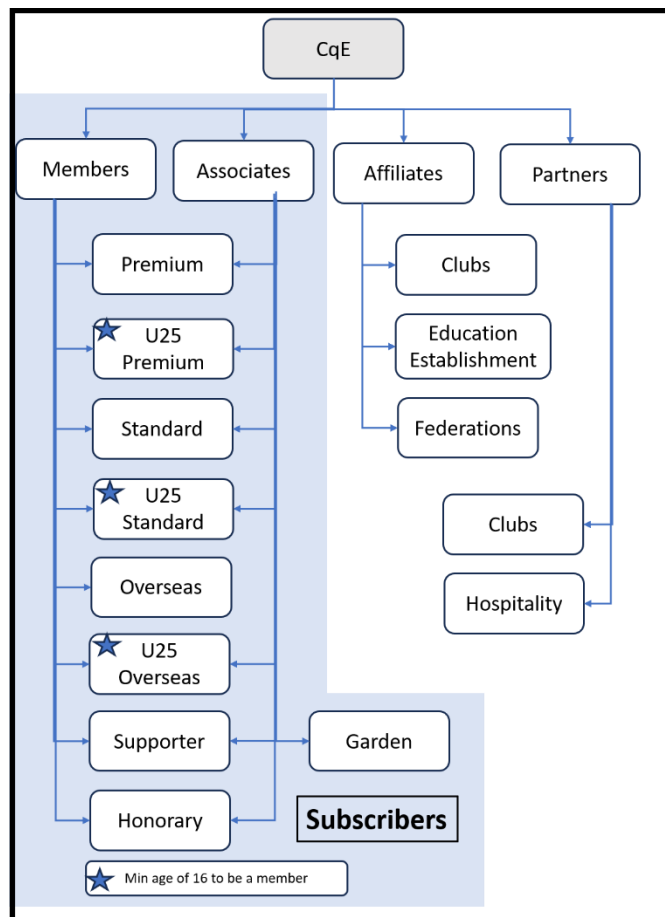 CqE
Members
Associates
Affiliates
Partners
Premium
U25
Premium
Standard
U25
Standard
Overseas
U25
Overseas
Supporter
Honorary
Garden
Clubs
Education
Establishment
Federations
Clubs
Hospitality
Subscribers
Min age of 16 to be a member